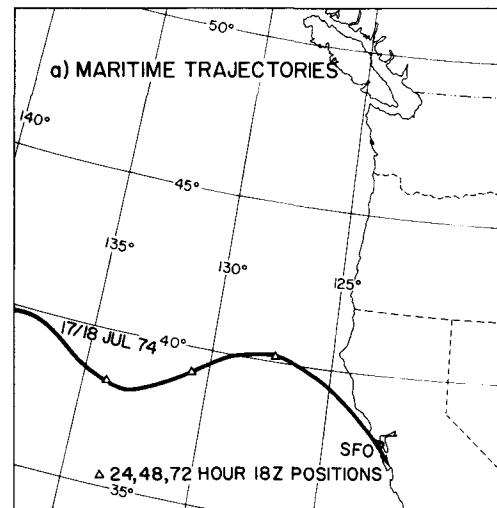 50°
a) MARITIME TRAJECTORIES
140°
45°
135°
130°
125°
17/18 JUL 74
40°
SFO
△ 24,48,72 HOUR 18Z POSITIONS
35°